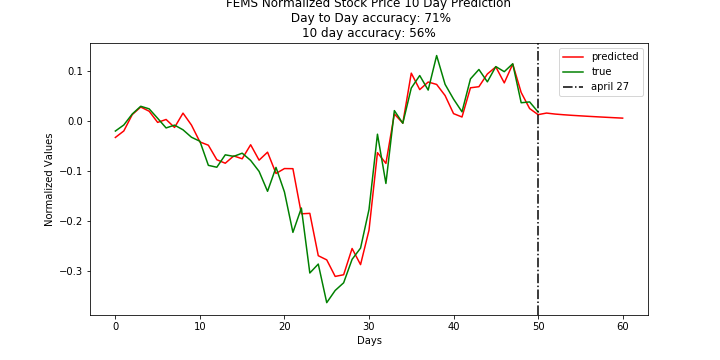 FEMS Normalized Stock Price 10 Day Prediction
Day to Day accuracy: 71%
10 day accuracy: 56%
predicted
true
april 27
Normalized Values
0.1
0.0
−0.1
−0.2
−0.3
0
10
20
30
40
50
60
Days